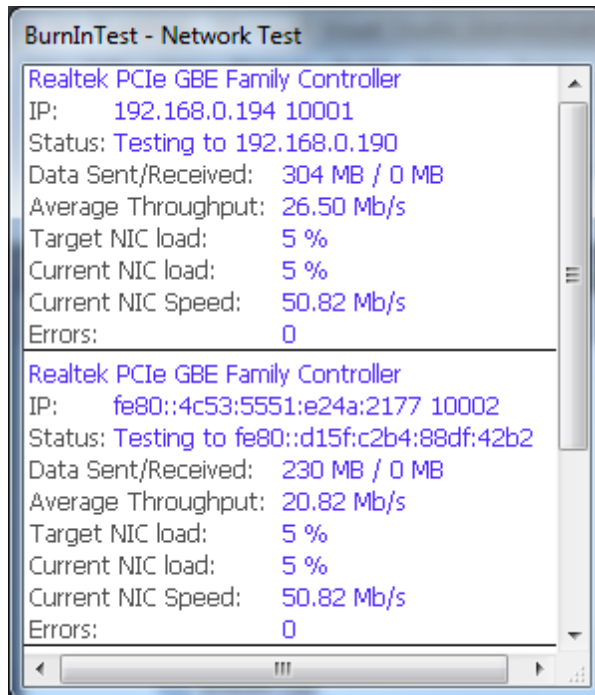 BurnInTest - Network Test
Realtek PCIe GBE Family Controller
IP: 192.168.0.194 10001
Status: Testing to 192.168.0.190
Data Sent/Received: 304 MB / 0 MB
Average Throughput: 26.50 Mb/s
Target NIC load: 5 %
Current NIC load: 5 %
Current NIC Speed: 50.82 Mb/s
Errors: 0
Realtek PCIe GBE Family Controller
IP: fe80::4c53:5551:e24a:2177 10002
Status: Testing to fe80::d15f:c2b4:88df:42b2
Data Sent/Received: 230 MB / 0 MB
Average Throughput: 20.82 Mb/s
Target NIC load: 5 %
Current NIC load: 5 %
Current NIC Speed: 50.82 Mb/s
Errors: 0